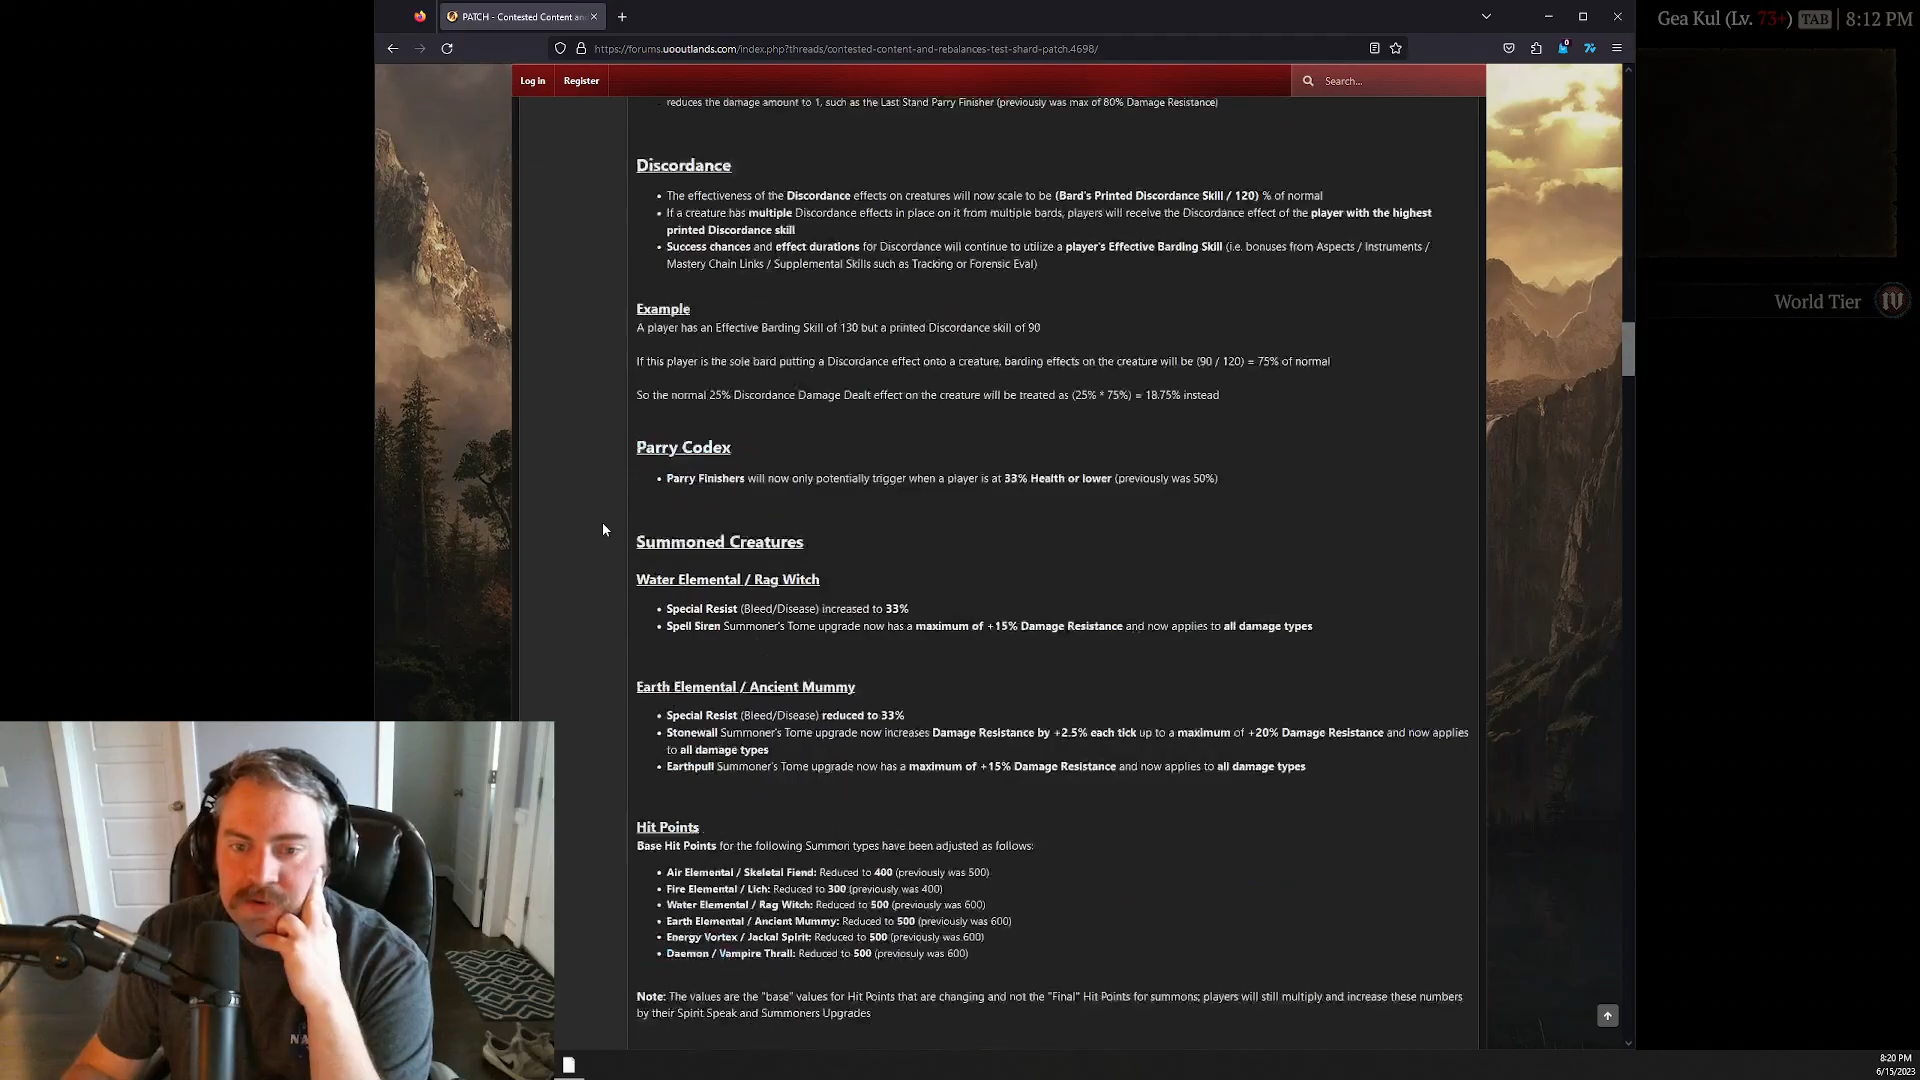 PATCH - Contested Content an
Gea Kul (Lv. 73+) TAB | 8:12 PM
https://forums.uooutlands.com/index.php?threads/contested-content-and-rebalances-test-shard-patch.4698/
0
Log in Register Search...
reduces the damage amount to 1, such as the Last Stand Parry Finisher (previously was max of 80% Damage Resistance)
Discordance
• The effectiveness of the Discordance effects on creatures will now scale to be (Bard's Printed Discordance Skill / 120) % of normal
• If a creature has multiple Discordance effects in place on it from multiple bards, players will receive the Discordance effect of the player with the highest
printed Discordance skill
• Success chances and effect durations for Discordance will continue to utilize a player's Effective Barding Skill (i.e. bonuses from Aspects / Instruments /
Mastery Chain Links / Supplemental Skills such as Tracking or Forensic Eval)
World Tier IV
Example
A player has an Effective Barding Skill of 130 but a printed Discordance skill of 90
If this player is the sole bard putting a Discordance effect onto a creature, barding effects on the creature will be (90 / 120) = 75% of normal
So the normal 25% Discordance Damage Dealt effect on the creature will be treated as (25% * 75%) = 18.75% instead
Parry Codex
• Parry Finishers will now only potentially trigger when a player is at 33% Health or lower (previously was 50%)
Summoned Creatures
Water Elemental / Rag Witch
• Special Resist (Bleed/Disease) increased to 33%
• Spell Siren Summoner's Tome upgrade now has a maximum of +15% Damage Resistance and now applies to all damage types
Earth Elemental / Ancient Mummy
• Special Resist (Bleed/Disease) reduced to 33%
• Stonewall Summoner's Tome upgrade now increases Damage Resistance by +2.5% each tick up to a maximum of +20% Damage Resistance and now applies
to all damage types
• Earthpull Summoner's Tome upgrade now has a maximum of +15% Damage Resistance and now applies to all damage types
Hit Points
Base Hit Points for the following Summon types have been adjusted as follows:
• Air Elemental / Skeletal Fiend: Reduced to 400 (previously was 500)
• Fire Elemental / Lich: Reduced to 300 (previously was 400)
• Water Elemental / Rag Witch: Reduced to 500 (previously was 600)
• Earth Elemental / Ancient Mummy: Reduced to 500 (previously was 600)
• Energy Vortex / Jackal Spirit: Reduced to 500 (previously was 600)
• Daemon / Vampire Thrall: Reduced to 500 (previosuly was 600)
Note: The values are the "base" values for Hit Points that are changing and not the "Final" Hit Points for summons; players will still multiply and increase these numbers
by their Spirit Speak and Summoners Upgrades
8:20 PM
6/15/2023